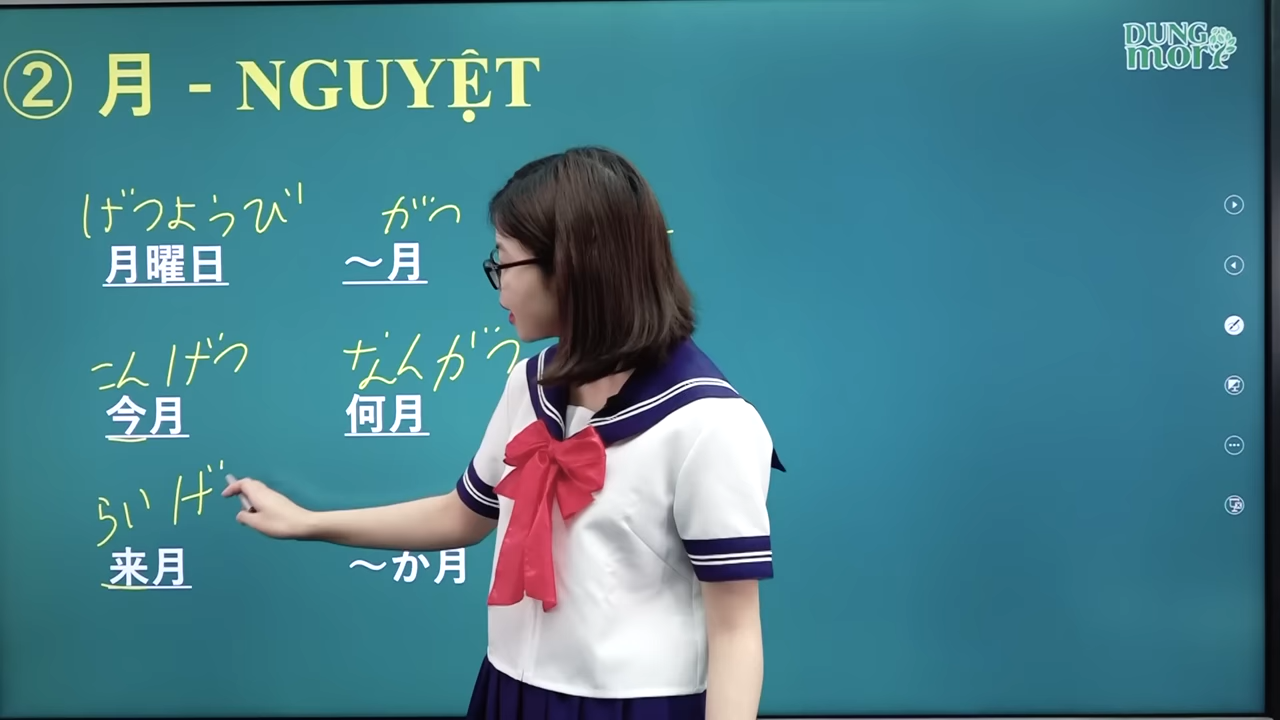 ② 月 - NGUYỆT
DUNG
mori
げつようび がつ
月曜日 ～月
こんげつ なんがつ
今月 何月
らいげ
来月 ～か月